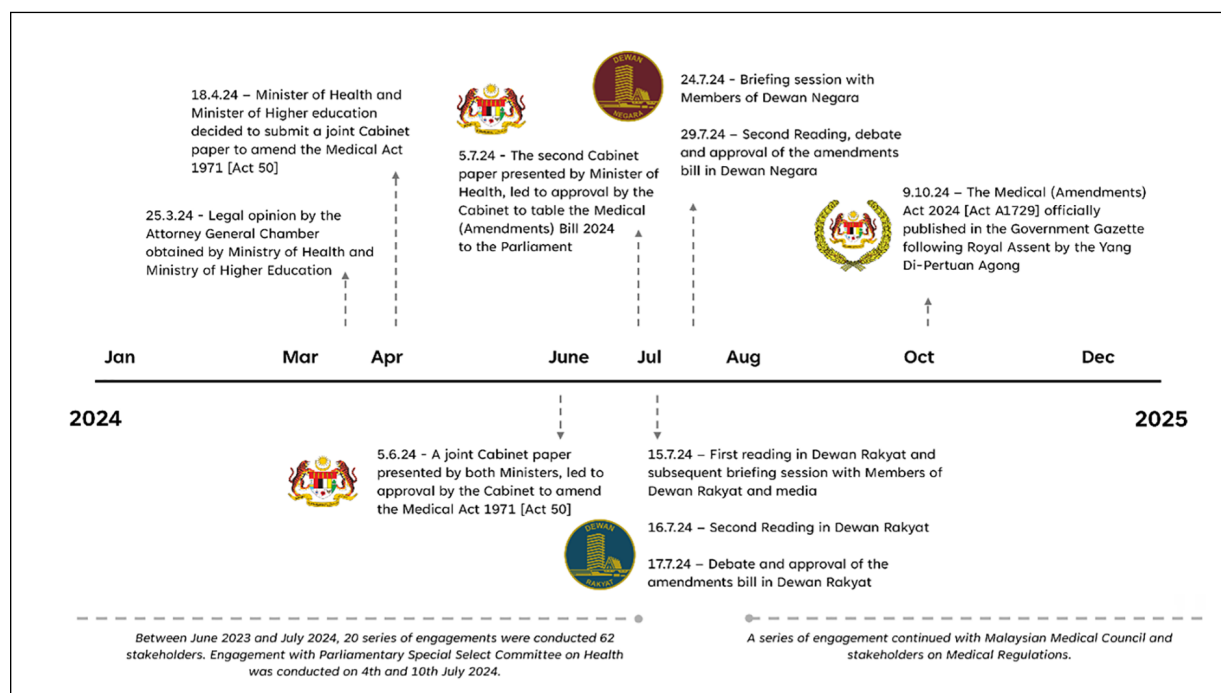 DEWAN
NEGARA
24.7.24 - Briefing session with
Members of Dewan Negara
29.7.24 – Second Reading, debate
and approval of the amendments
bill in Dewan Negara
18.4.24 – Minister of Health and
Minister of Higher education
decided to submit a joint Cabinet
paper to amend the Medical Act
1971 [Act 50]
5.7.24 - The second Cabinet
paper presented by Minister of
Health, led to approval by the
Cabinet to table the Medical
(Amendments) Bill 2024
to the Parliament
25.3.24 - Legal opinion by the
Attorney General Chamber
obtained by Ministry of Health and
Ministry of Higher Education
9.10.24 – The Medical (Amendments)
Act 2024 [Act A1729] officially
published in the Government Gazette
following Royal Assent by the Yang
Di-Pertuan Agong
Jan Mar Apr June Jul Aug Oct Dec
2024 2025
5.6.24 - A joint Cabinet paper
presented by both Ministers, led to
approval by the Cabinet to amend
the Medical Act 1971 [Act 50]
15.7.24 – First reading in Dewan Rakyat and
subsequent briefing session with Members of
Dewan Rakyat and media
DEWAN
RAKYAT
16.7.24 – Second Reading in Dewan Rakyat
17.7.24 – Debate and approval of the
amendments bill in Dewan Rakyat
Between June 2023 and July 2024, 20 series of engagements were conducted 62
stakeholders. Engagement with Parliamentary Special Select Committee on Health
was conducted on 4th and 10th July 2024.
A series of engagement continued with Malaysian Medical Council and
stakeholders on Medical Regulations.